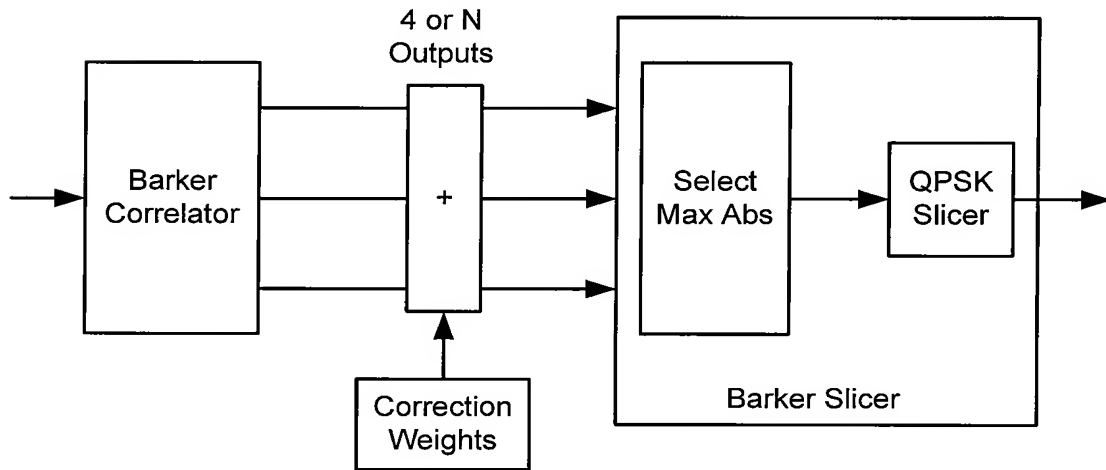 4 or N
Outputs
Barker
Correlator
+
Select
Max Abs
QPSK
Slicer
Correction
Weights
Barker Slicer